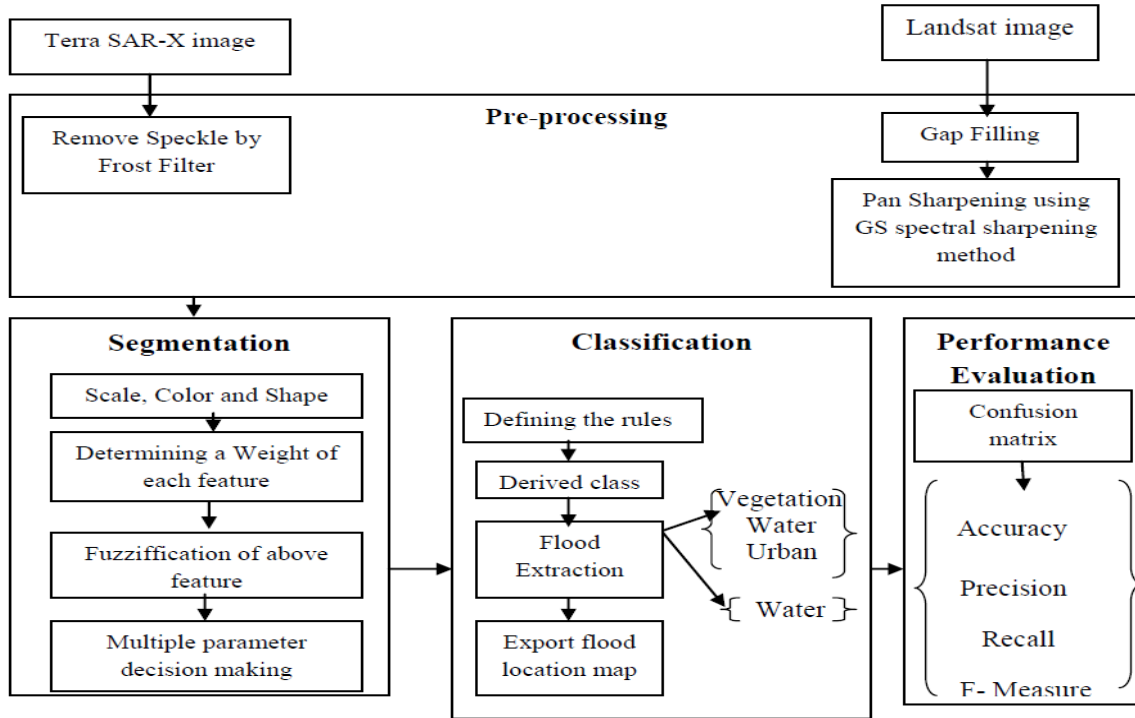 Terra SAR-X image
Landsat image
Pre-processing
Remove Speckle by
Frost Filter
Gap Filling
Pan Sharpening using
GS spectral sharpening
method
Segmentation
Scale, Color and Shape
Determining a Weight of
each feature
Fuzziffication of above
feature
Multiple parameter
decision making
Classification
Defining the rules
Derived class
Flood
Extraction
Export flood
location map
Vegetation
Water
Urban
Water
Performance
Evaluation
Confusion
matrix
Accuracy
Precision
Recall
F- Measure